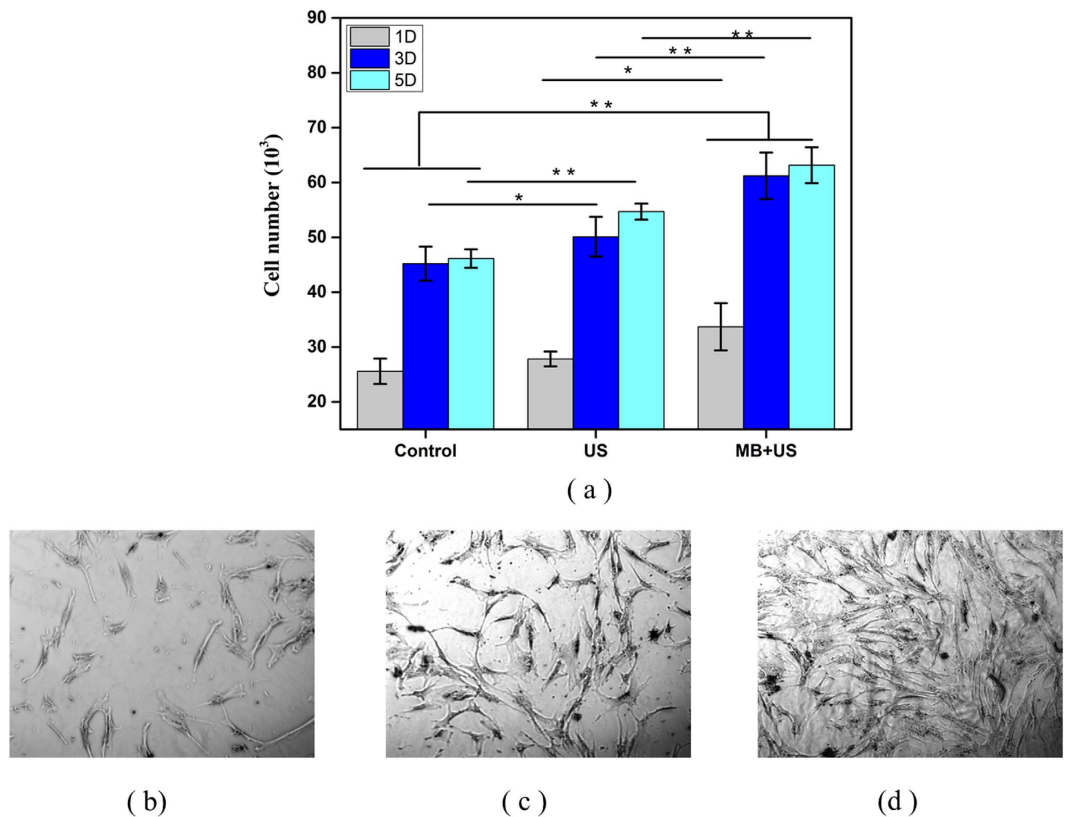 90
80
70
60
50
40
30
20
Cell number (10³)
1D
3D
5D
* *
* *
*
* *
* *
*
Control
US
MB+US
( a )
( b)
( c )
(d )